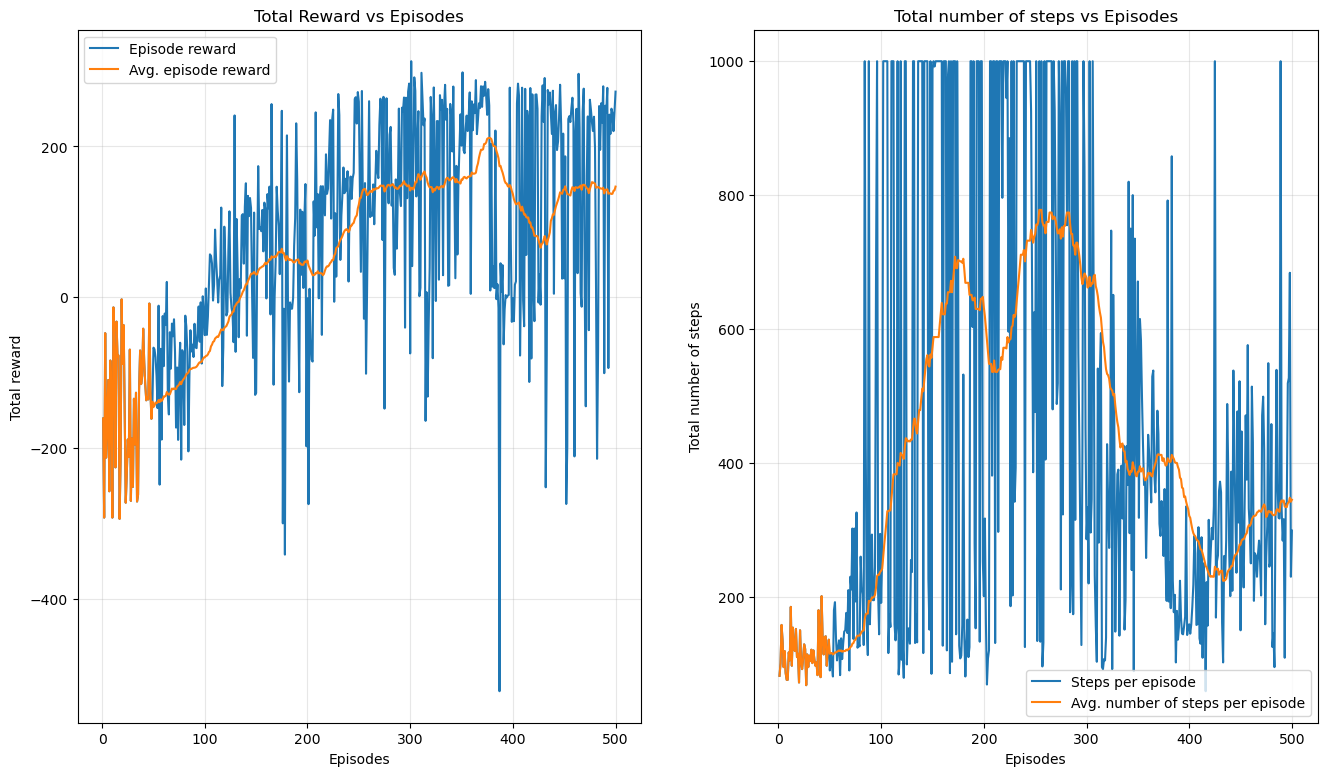 Total Reward vs Episodes
Episode reward
Avg. episode reward
200
0
−200
−400
Total reward
0
100
200
300
400
500
Episodes
Total number of steps vs Episodes
1000
800
600
400
200
Total number of steps
Steps per episode
Avg. number of steps per episode
0
100
200
300
400
500
Episodes